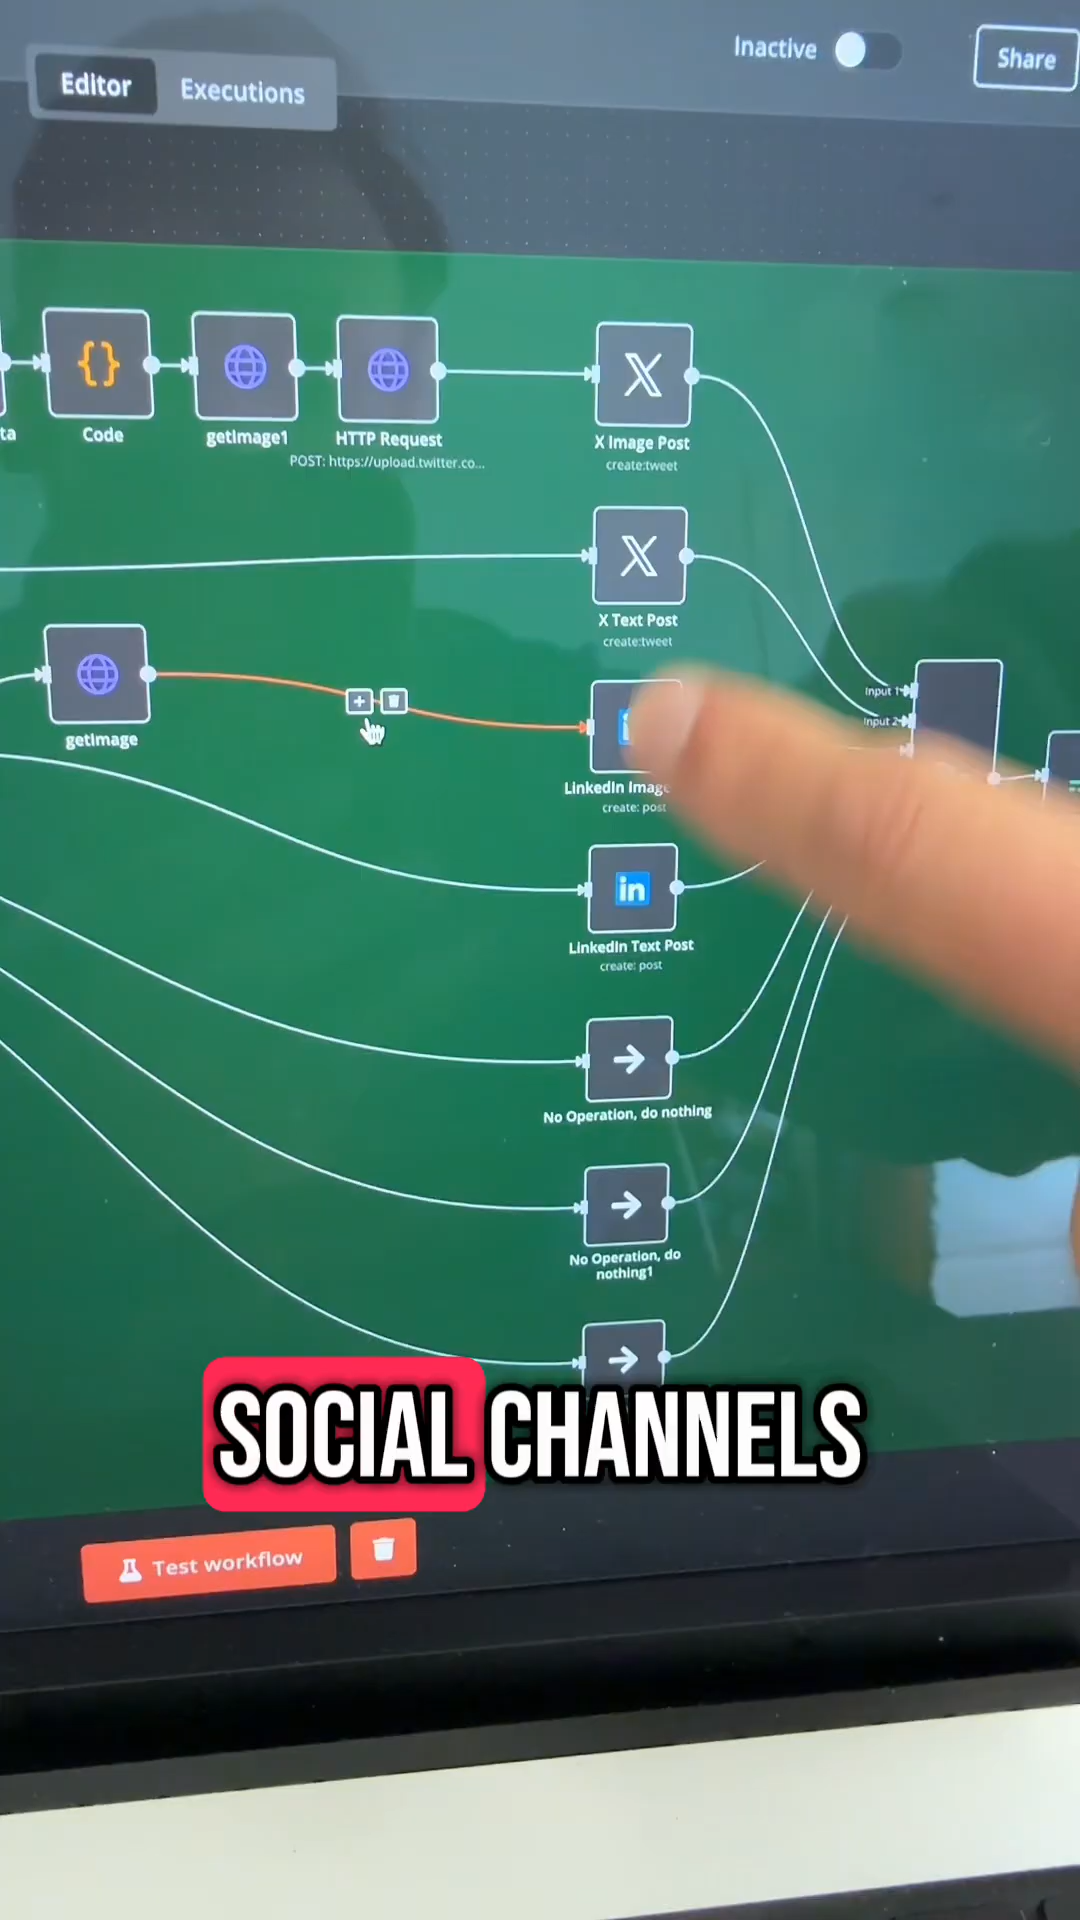 Inactive
Share
Editor
Executions
ta
Code
getImage1
HTTP Request
POST: https://upload.twitter.co...
X Image Post
create:tweet
X Text Post
create:tweet
getImage
Input 1
Input 2
LinkedIn Image
create: post
in
LinkedIn Text Post
create: post
No Operation, do nothing
No Operation, do
nothing1
SOCIAL CHANNELS
Test workflow